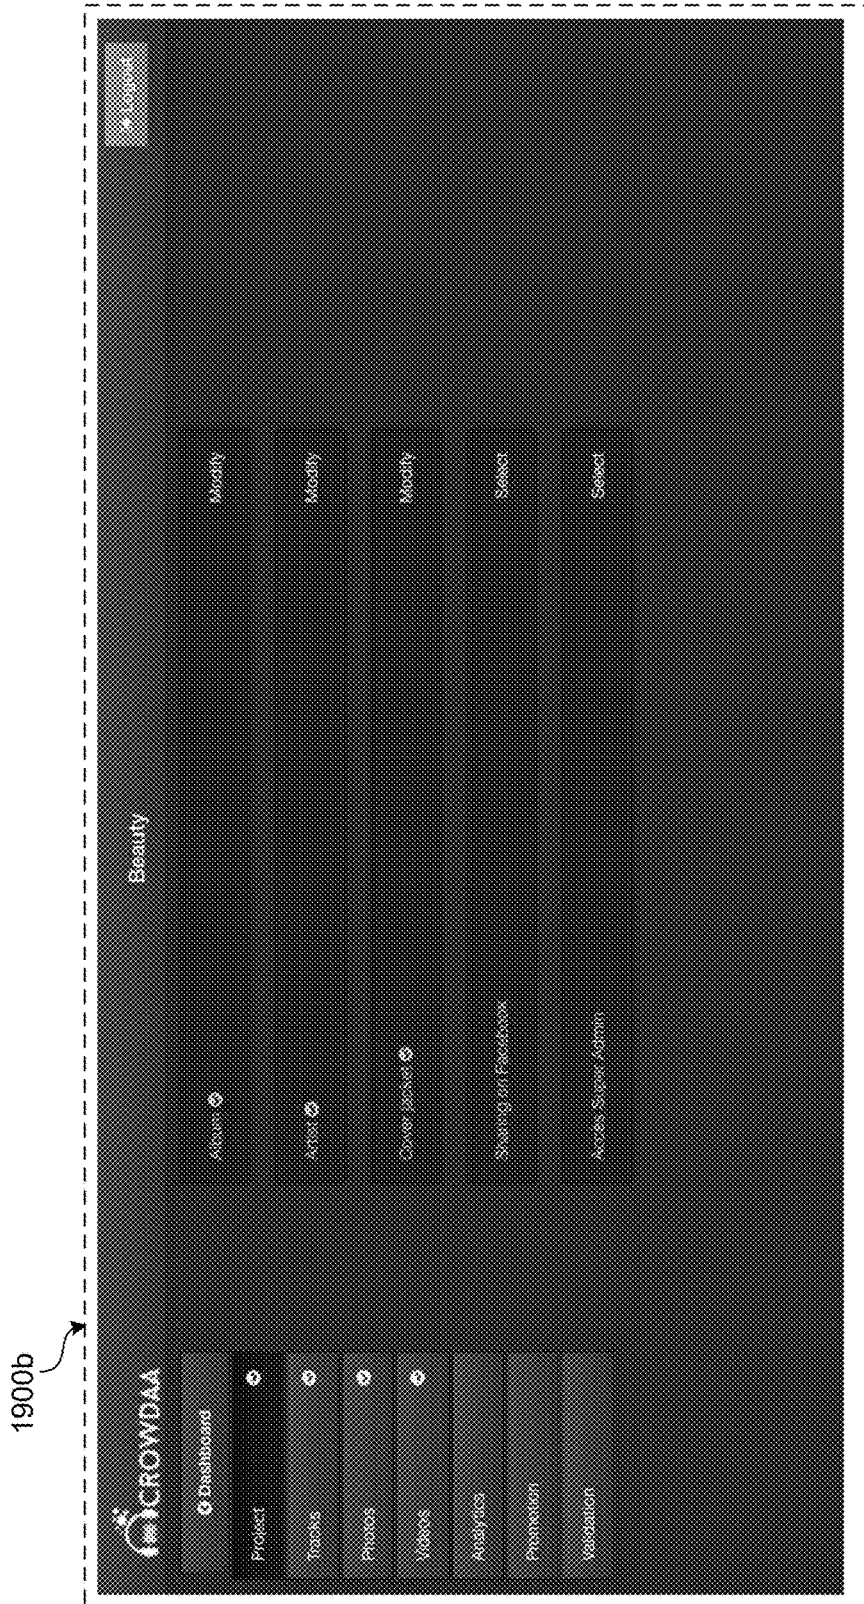 1900b
CROWDAA
Beauty
Logout
Dashboard
Project
Tracks
Photos
Videos
Analytics
Promotion
Validation
Album
Modify
Artist
Modify
Cover jacket
Modify
Sharing on Facebook
Select
Access Super Admin
Select